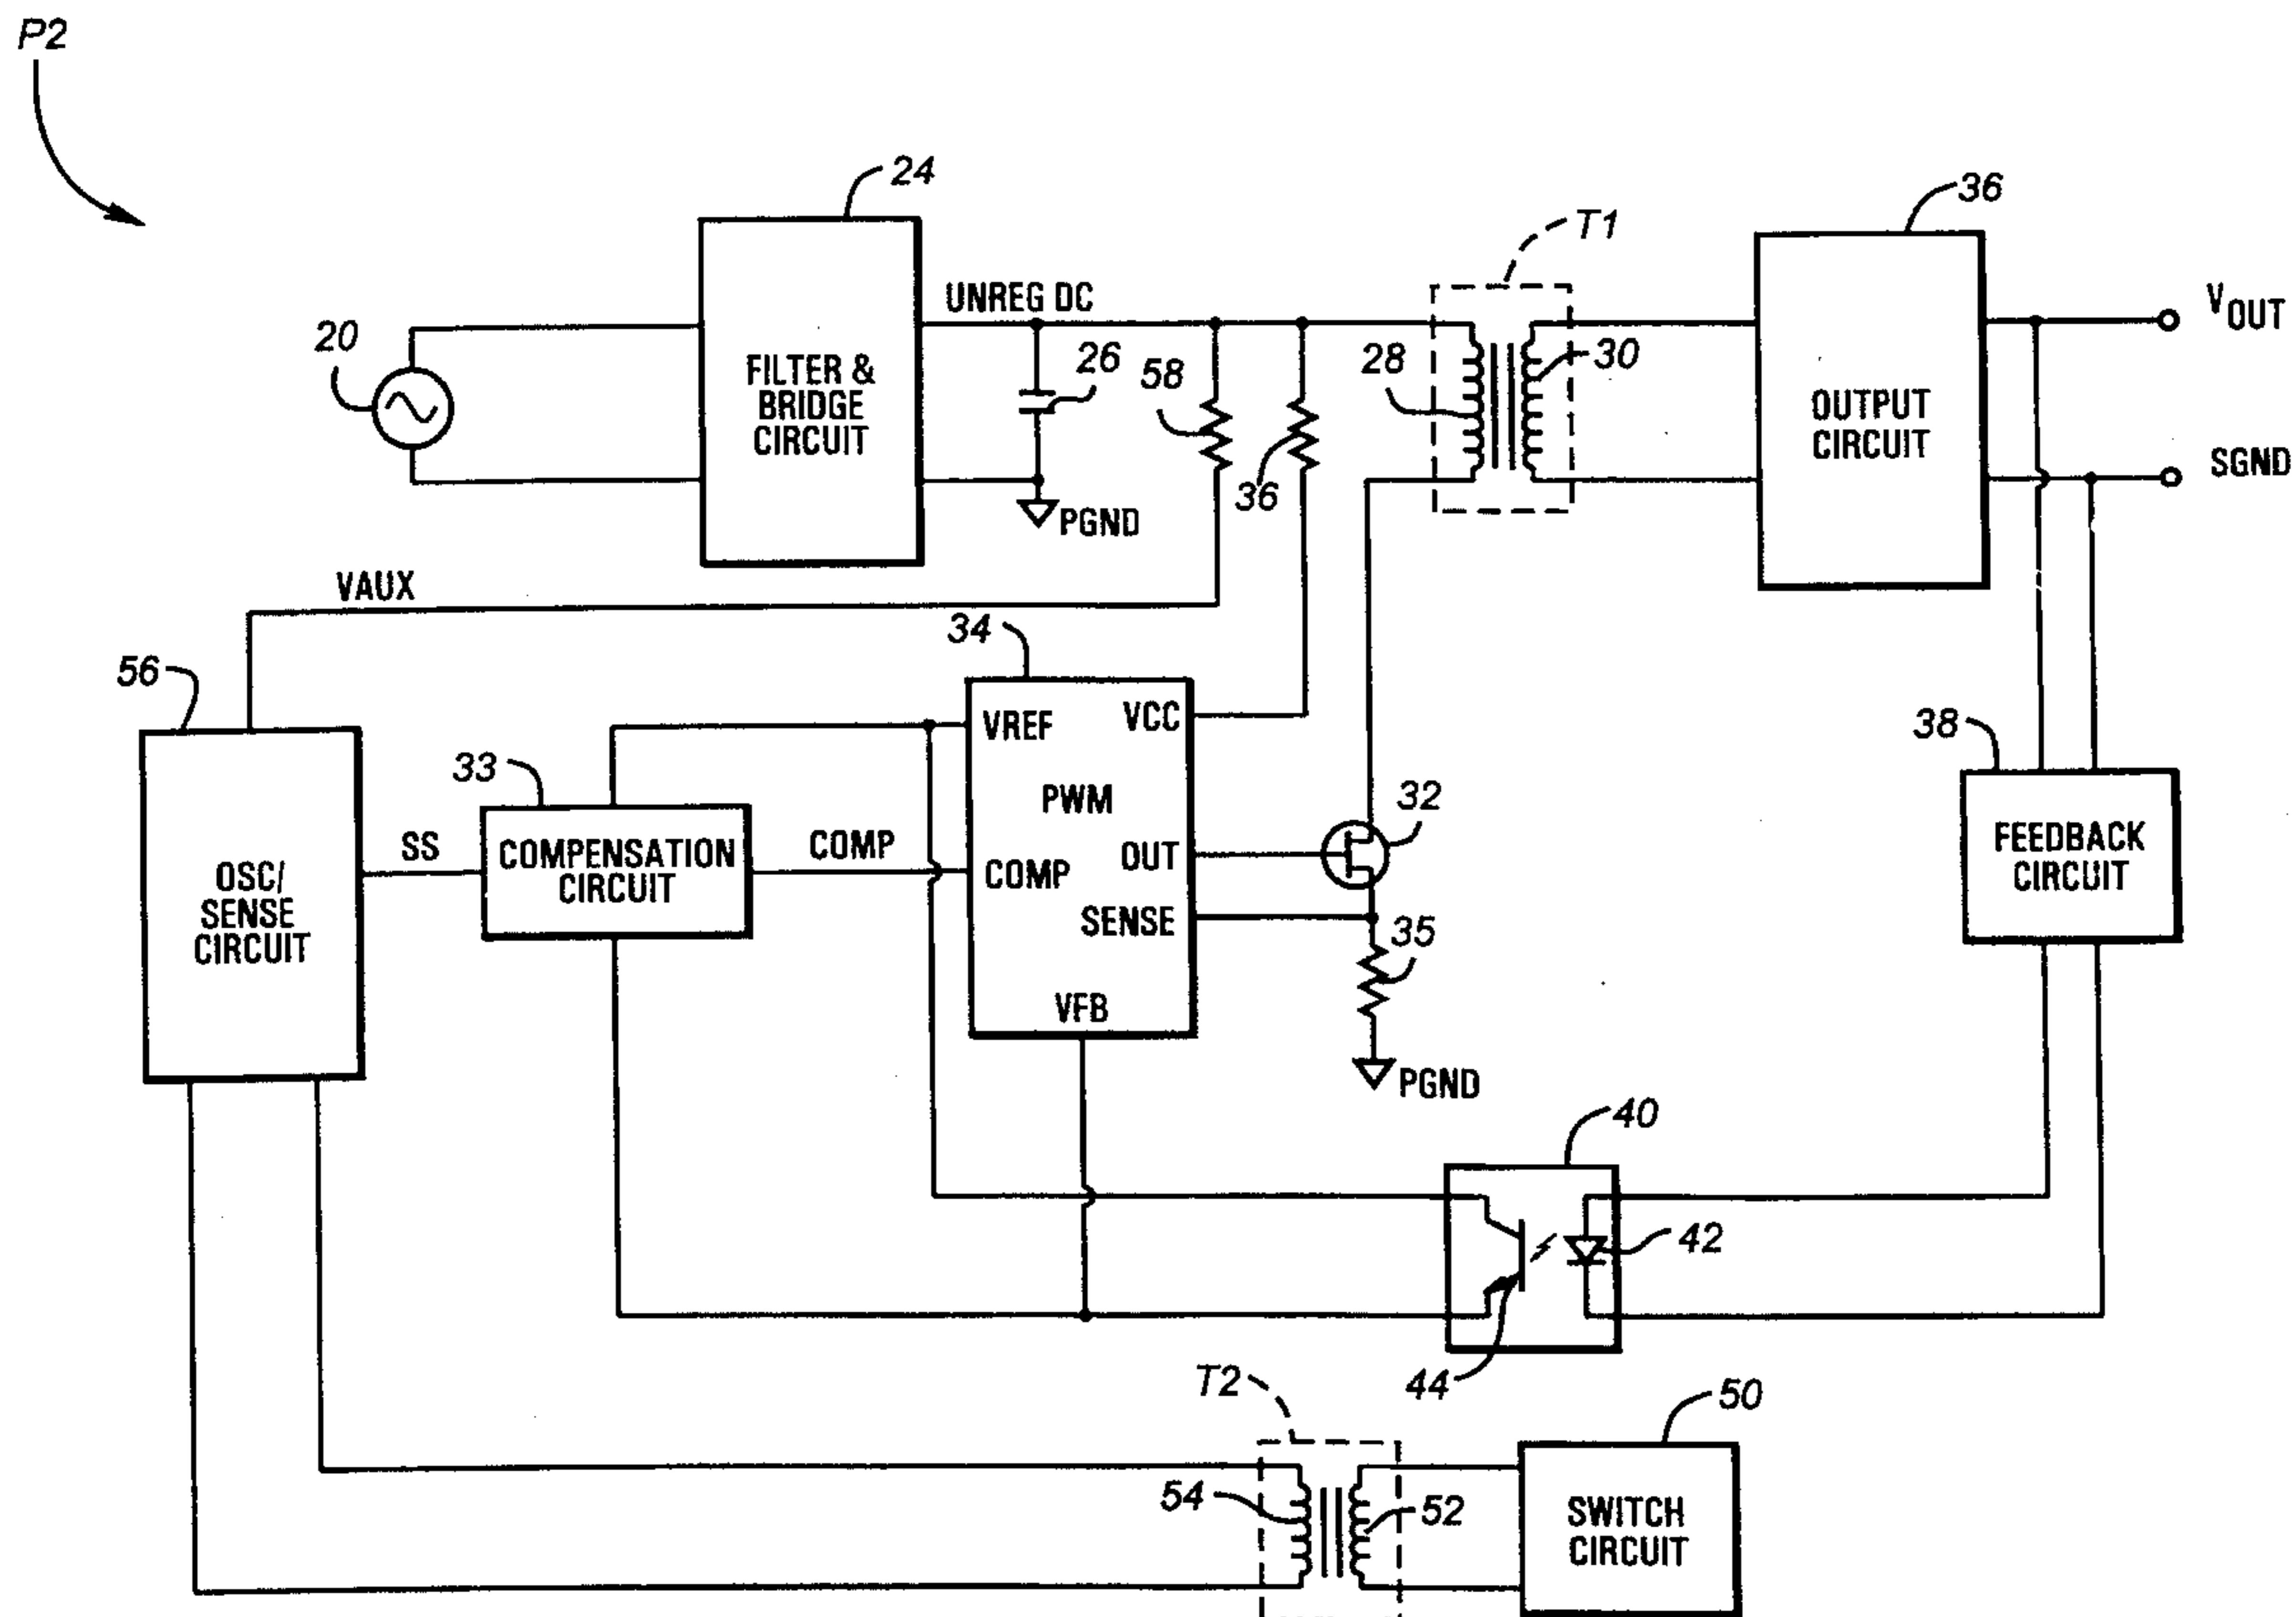 P2
24
36
T1
UNREG DC
VOUT
20
26
58
28
30
FILTER &
BRIDGE
CIRCUIT
OUTPUT
CIRCUIT
36
SGND
PGND
VAUX
34
56
VREF
VCC
38
33
PWM
32
SS
COMPENSATION
CIRCUIT
COMP
COMP
OUT
FEEDBACK
CIRCUIT
OSC/
SENSE
CIRCUIT
SENSE
35
VFB
PGND
40
42
44
T2
50
54
52
SWITCH
CIRCUIT